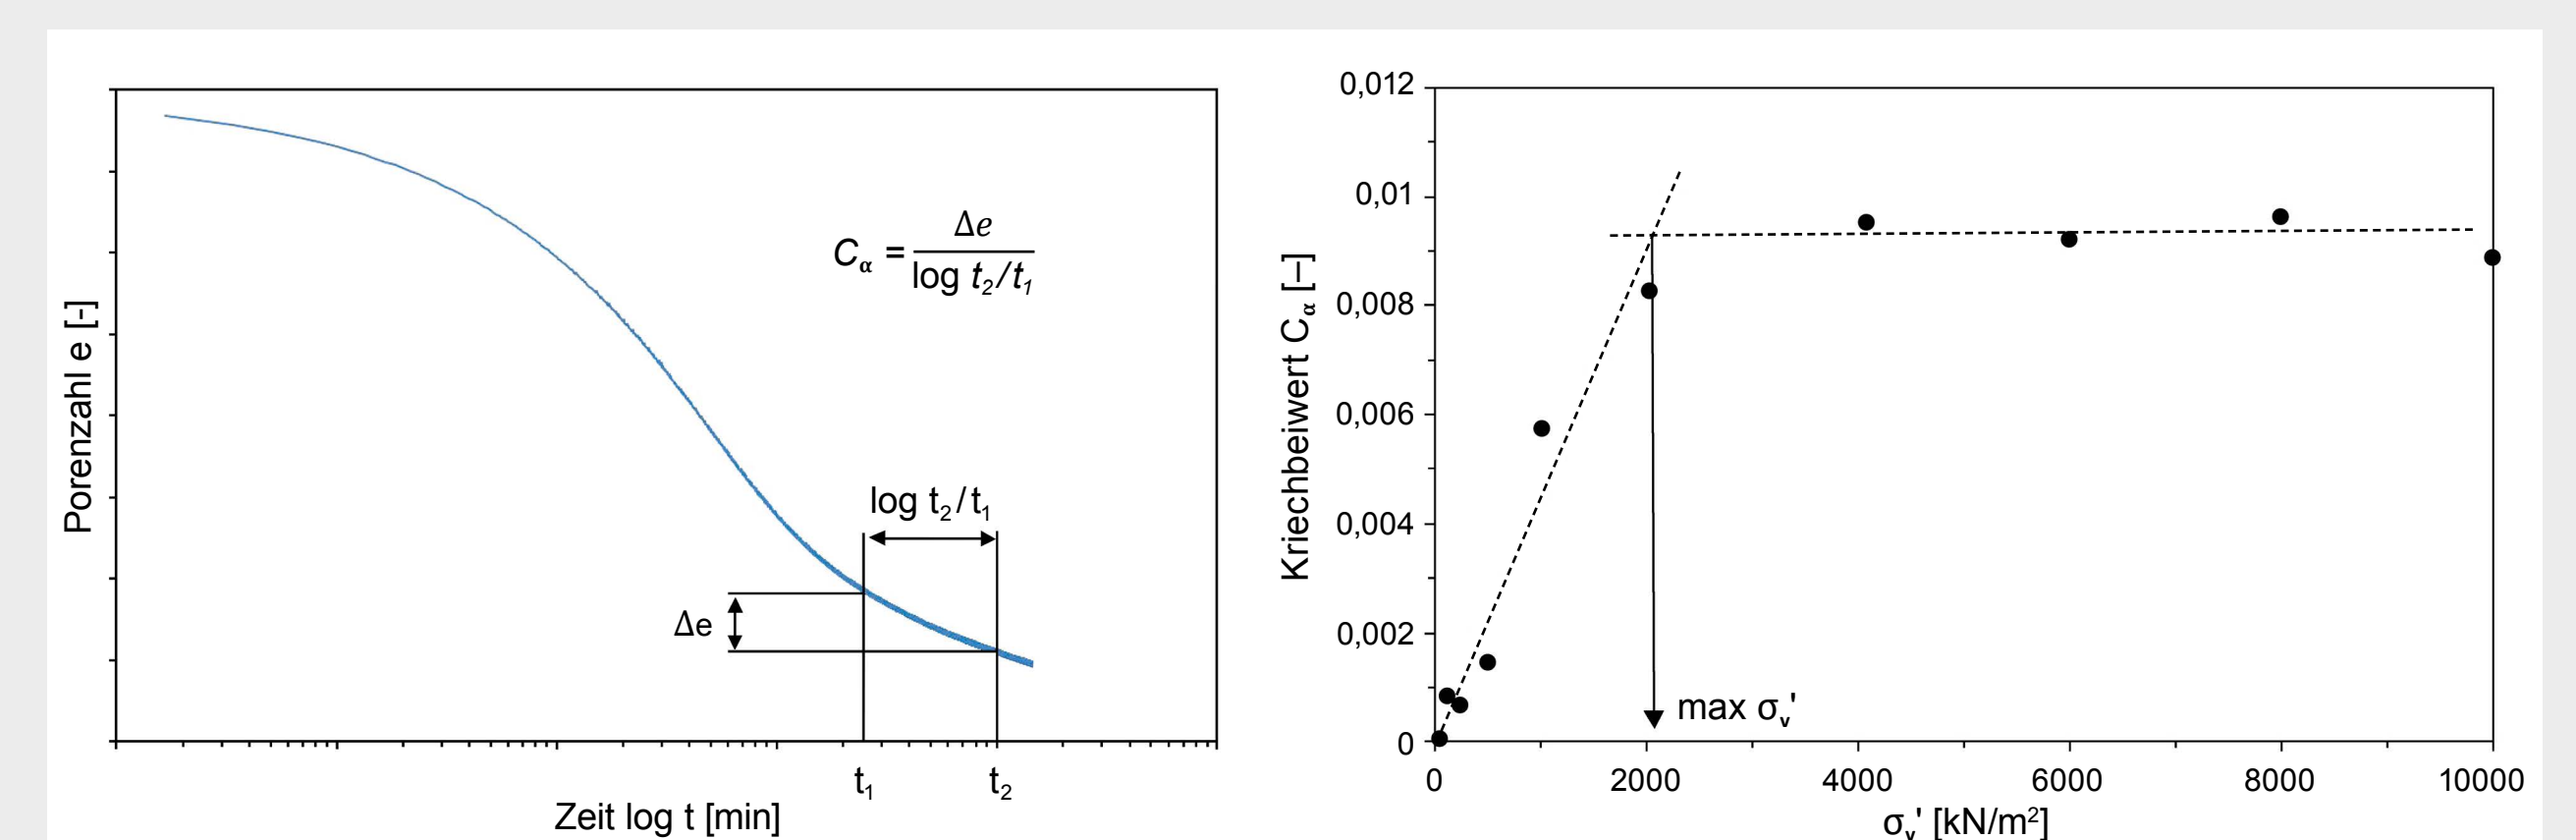 Porenzahl e [-]
Cα = Δe / log t₂/t₁
log t₂/t₁
Δe
t₁
t₂
Zeit log t [min]
Kriechbeiwert Cα [–]
0,012
0,01
0,008
0,006
0,004
0,002
0
max σᵥ'
0 2000 4000 6000 8000 10000
σᵥ' [kN/m²]